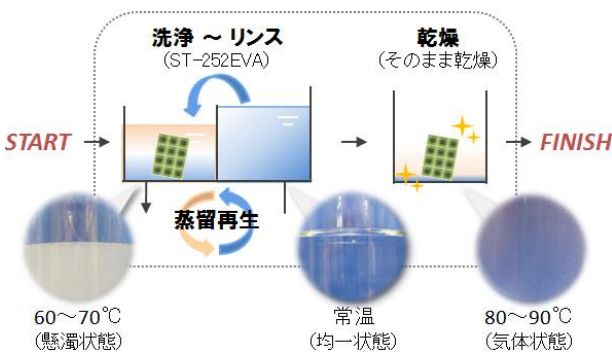 洗浄 ~ リンス
(ST-252EVA)
乾燥
(そのまま乾燥)
START
FINISH
蒸留再生
60~70℃
(懸濁状態)
常温
(均一状態)
80~90℃
(気体状態)